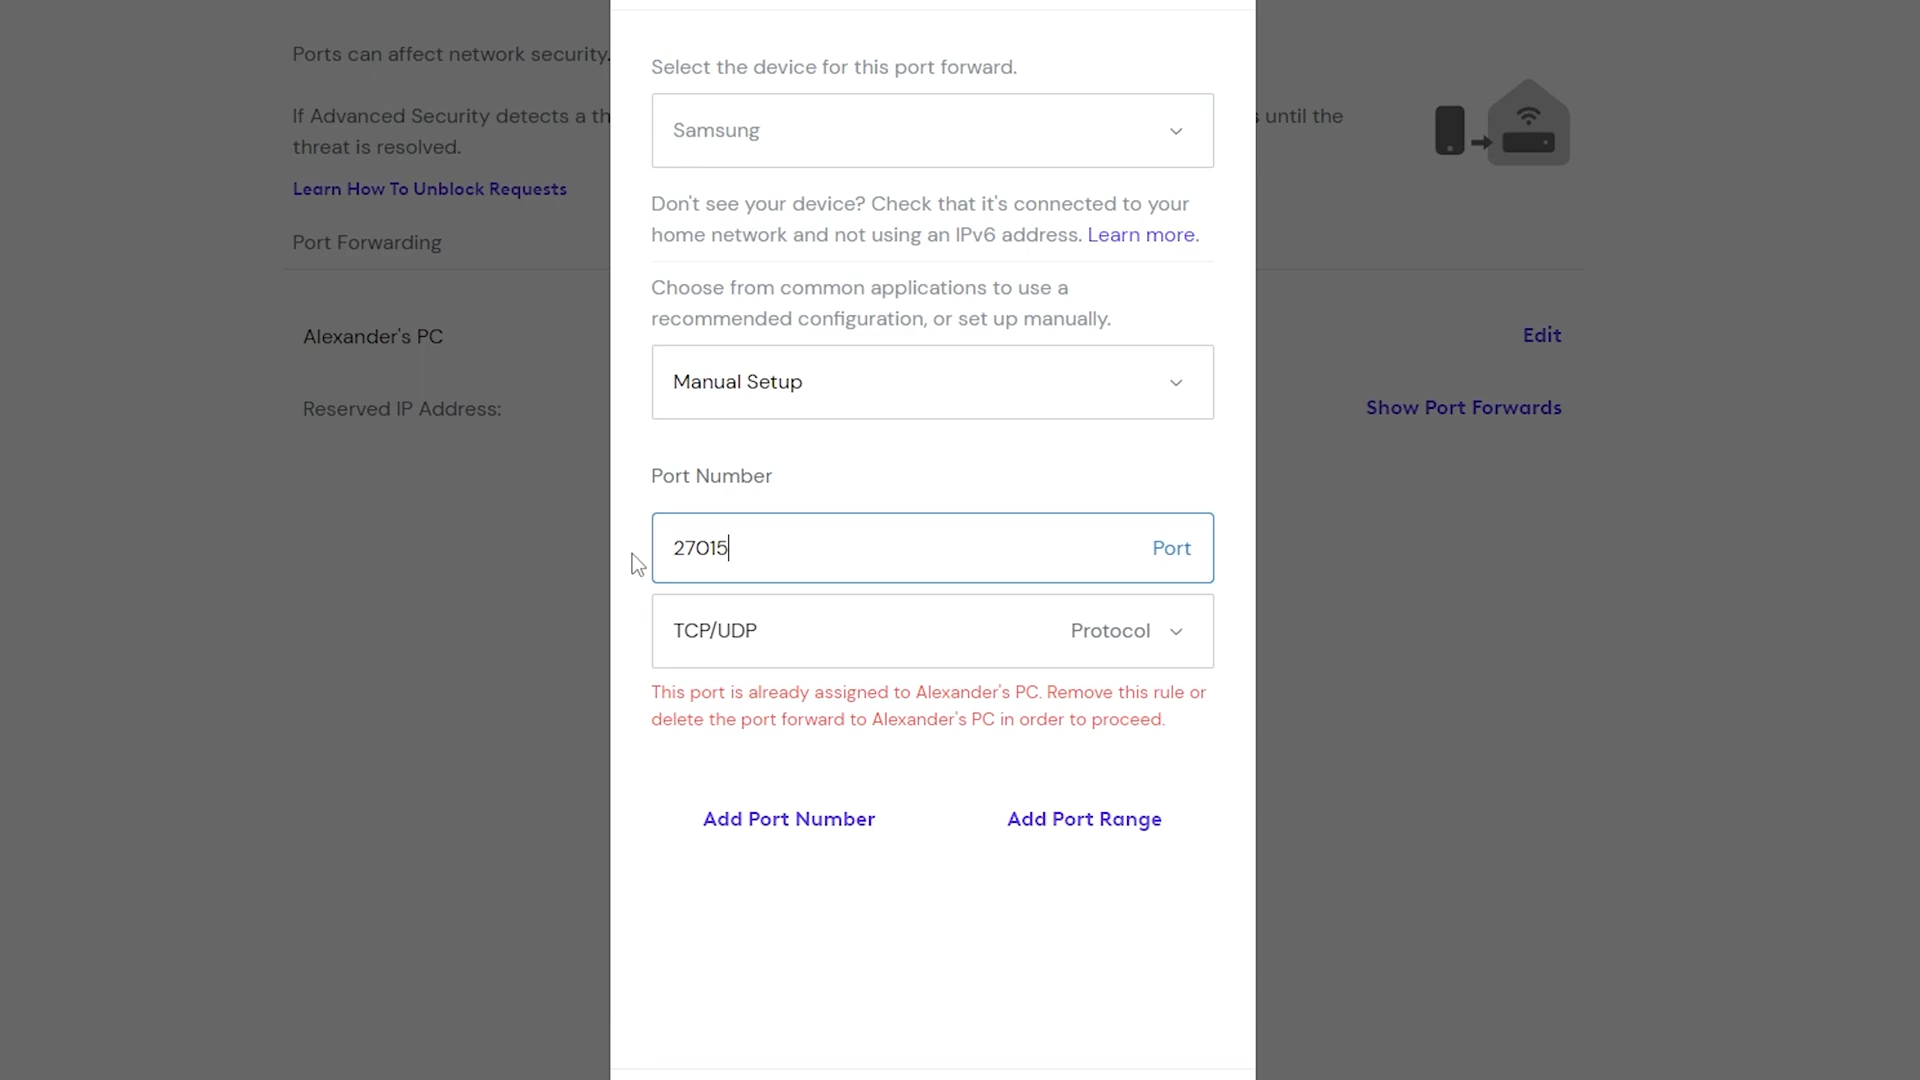 Ports can affect network security.
If Advanced Security detects a th
s until the
threat is resolved.
Learn How To Unblock Requests
Port Forwarding
Alexander's PC
Edit
Reserved IP Address:
Show Port Forwards
Select the device for this port forward.
Samsung
Don't see your device? Check that it's connected to your
home network and not using an IPv6 address. Learn more.
Choose from common applications to use a
recommended configuration, or set up manually.
Manual Setup
Port Number
27015 Port
TCP/UDP Protocol
This port is already assigned to Alexander's PC. Remove this rule or
delete the port forward to Alexander's PC in order to proceed.
Add Port Number
Add Port Range